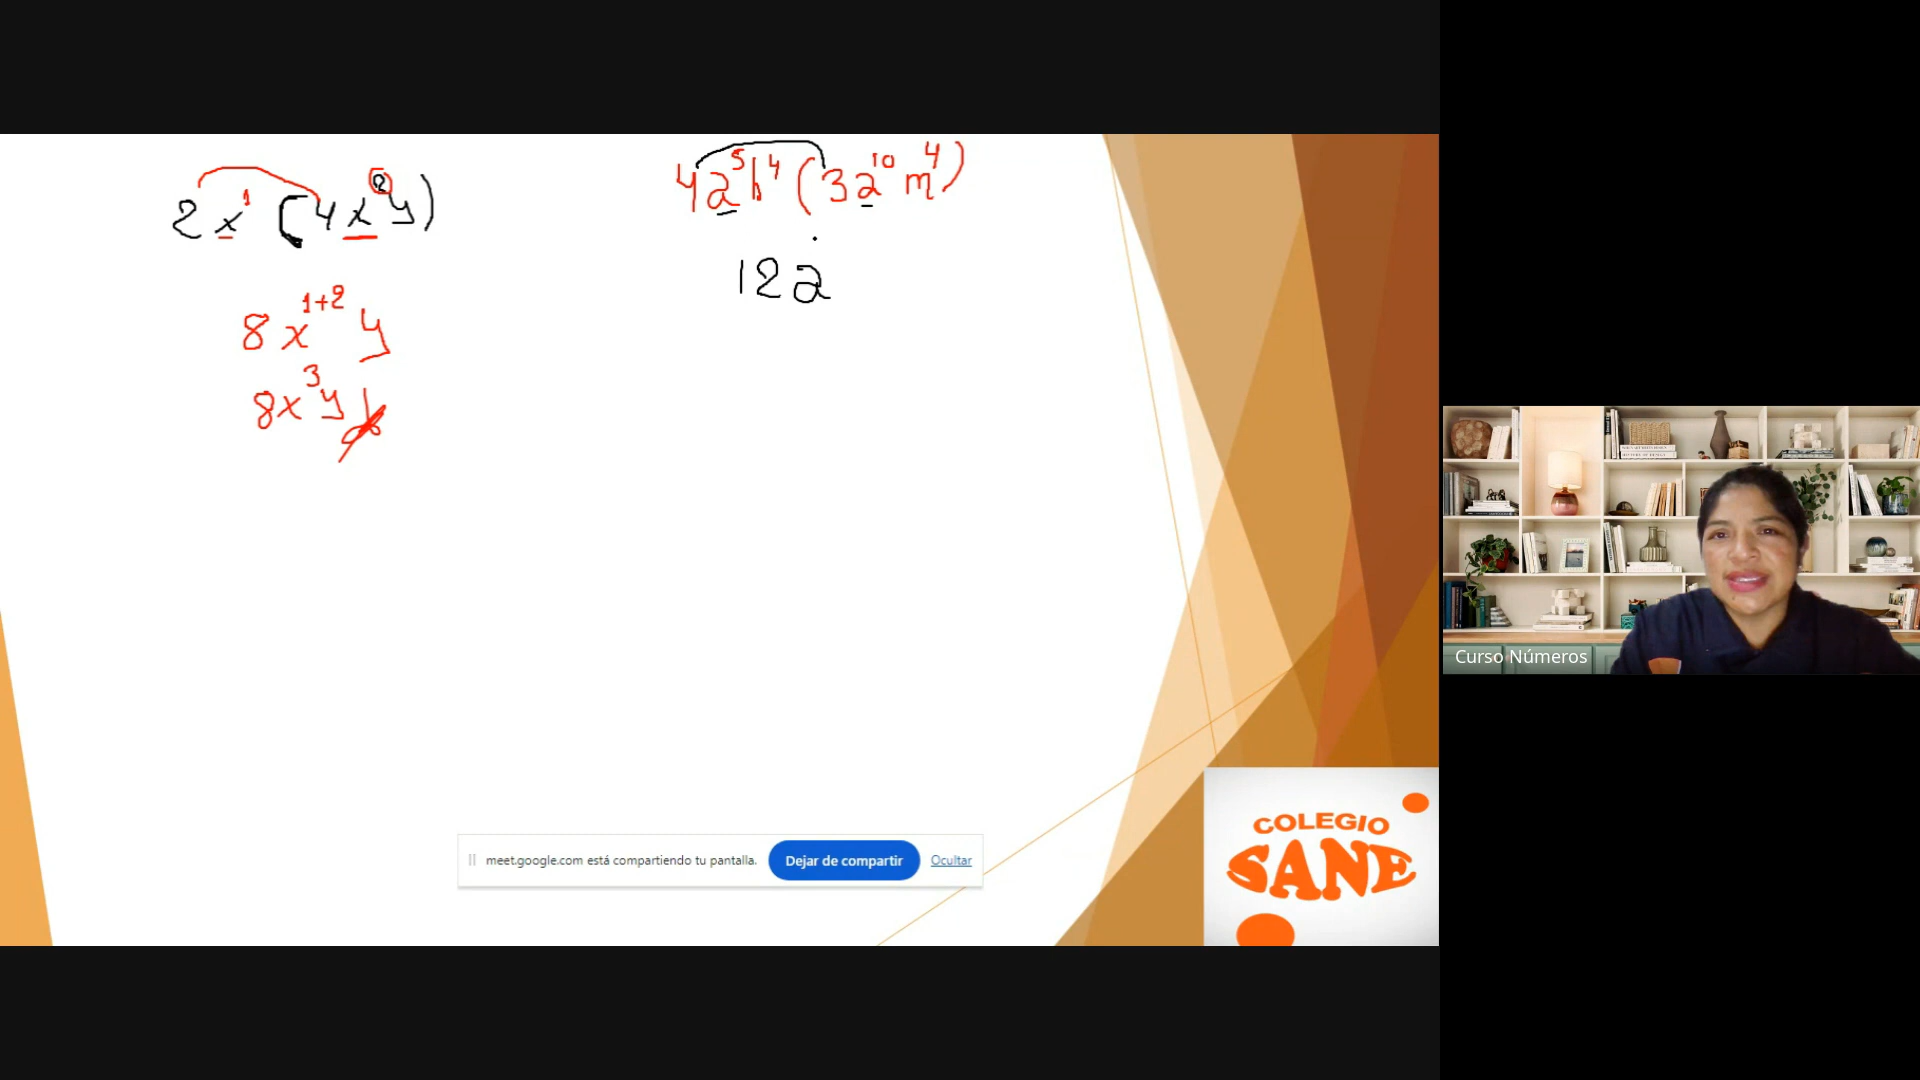 2x¹(4x²y)
8x¹⁺²y
8x³y
4a⁵b⁴(3a¹⁰m⁴)
12a
meet.google.com está compartiendo tu pantalla.
Dejar de compartir
Ocultar
COLEGIO
SANE
Curso Números